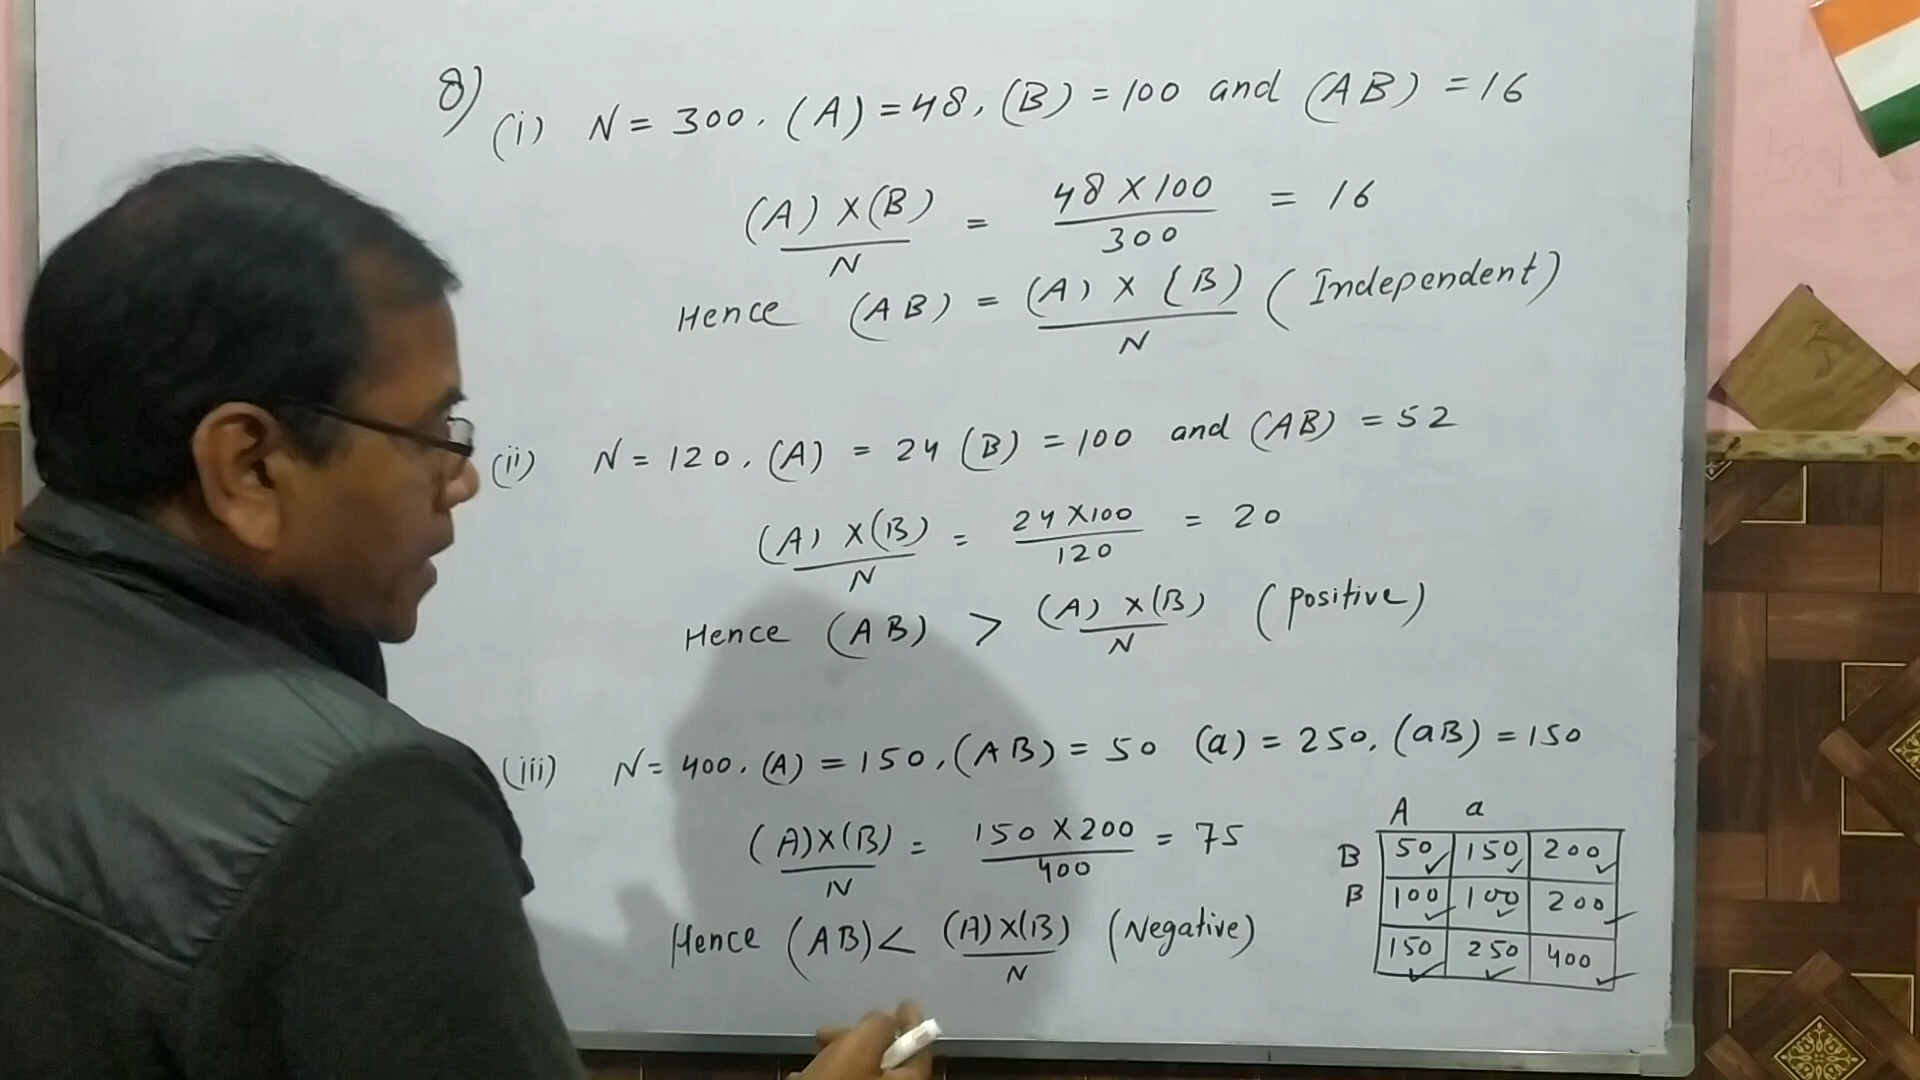 8)
(i) N = 300, (A) = 48, (B) = 100 and (AB) = 16
(A) X (B) / N = 48 X 100 / 300 = 16
Hence (AB) = (A) X (B) / N (Independent)
(ii) N = 120, (A) = 24 (B) = 100 and (AB) = 52
(A) X (B) / N = 24 X 100 / 120 = 20
Hence (AB) > (A) X (B) / N (positive)
(iii) N = 400, (A) = 150, (AB) = 50 (a) = 250, (aB) = 150
(A) X (B) / N = 150 X 200 / 400 = 75
Hence (AB) < (A) X (B) / N (Negative)
A a
B 50 150 200
B 100 100 200
150 250 400